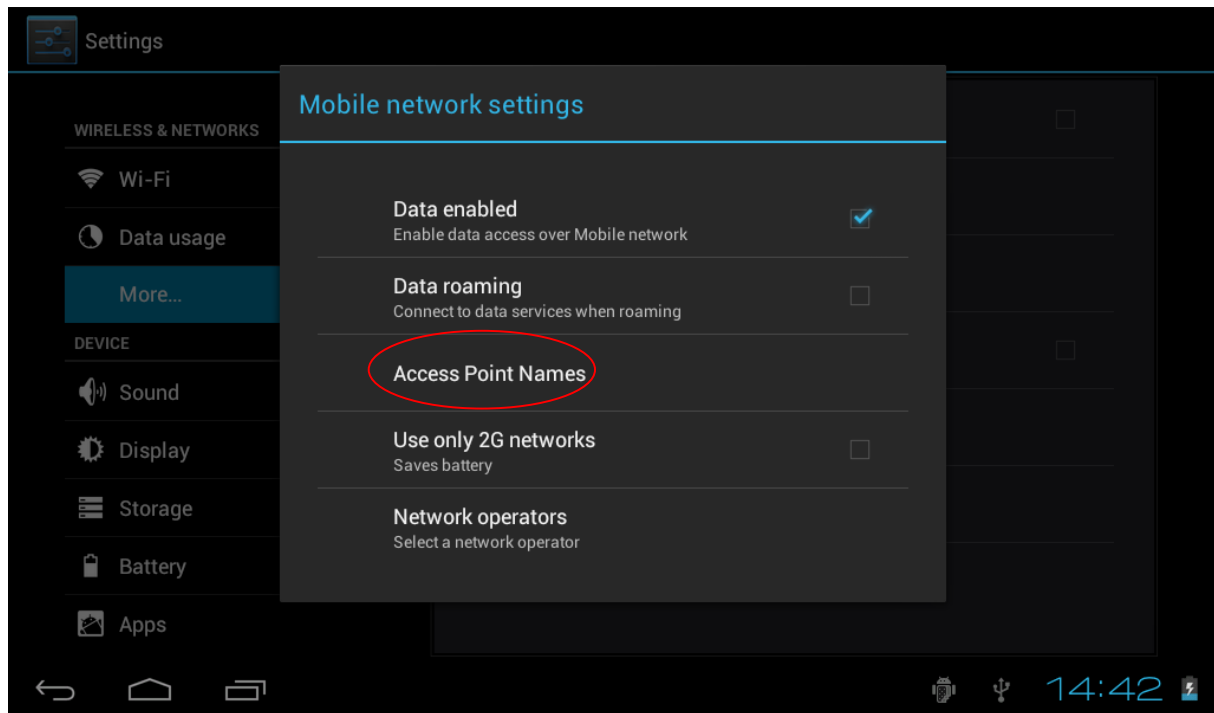 Settings
WIRELESS & NETWORKS
Wi-Fi
Data usage
More...
DEVICE
Sound
Display
Storage
Battery
Apps
Mobile network settings
Data enabled
Enable data access over Mobile network
Data roaming
Connect to data services when roaming
Access Point Names
Use only 2G networks
Saves battery
Network operators
Select a network operator
14:42